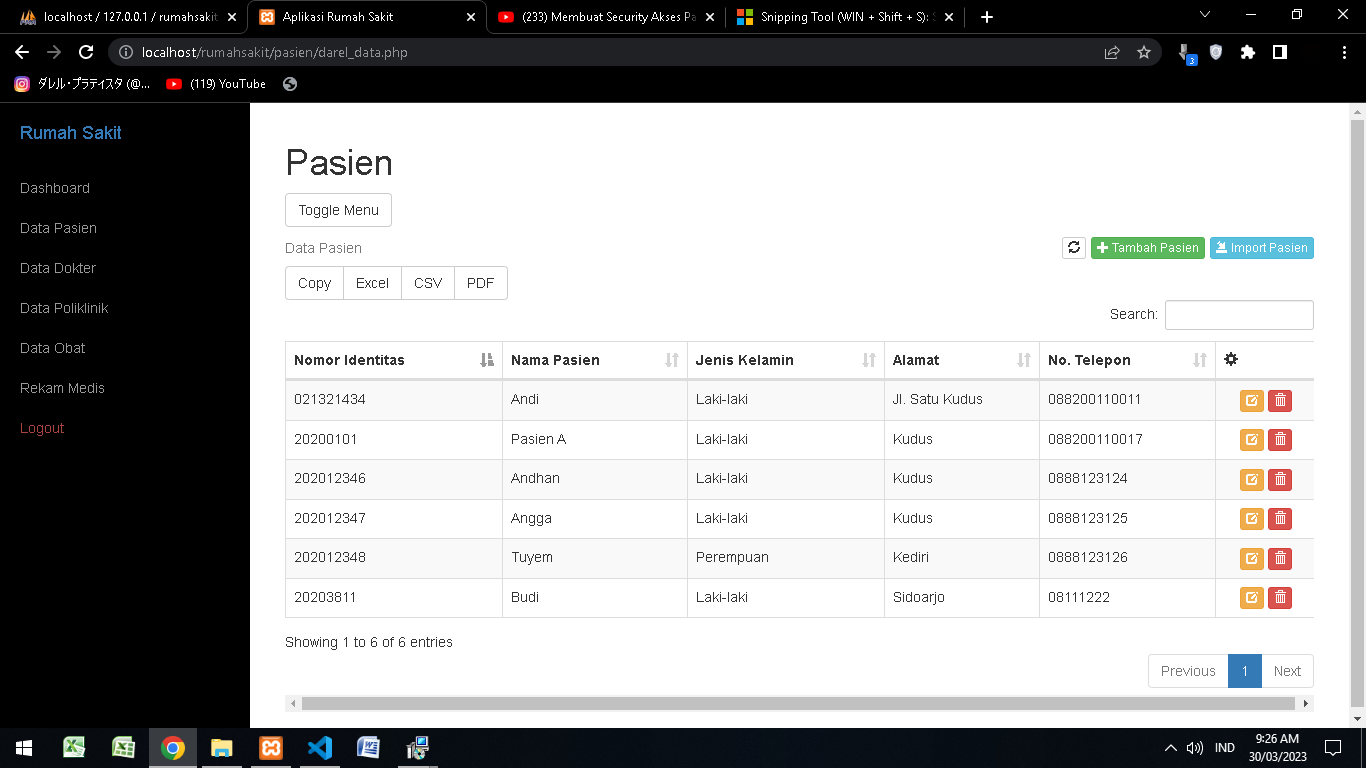 localhost / 127.0.0.1 / rumahsakit
Aplikasi Rumah Sakit
(233) Membuat Security Akses Pa
Snipping Tool (WIN + Shift + S):
localhost/rumahsakit/pasien/darel_data.php
3
ダレル・プラティスタ (@...
(119) YouTube
Rumah Sakit
Dashboard
Data Pasien
Data Dokter
Data Poliklinik
Data Obat
Rekam Medis
Logout
Pasien
Toggle Menu
Data Pasien
Tambah Pasien
Import Pasien
Copy Excel CSV PDF
Search:
Nomor Identitas Nama Pasien Jenis Kelamin Alamat No. Telepon
021321434 Andi Laki-laki Jl. Satu Kudus 088200110011
20200101 Pasien A Laki-laki Kudus 088200110017
202012346 Andhan Laki-laki Kudus 0888123124
202012347 Angga Laki-laki Kudus 0888123125
202012348 Tuyem Perempuan Kediri 0888123126
20203811 Budi Laki-laki Sidoarjo 08111222
Showing 1 to 6 of 6 entries
Previous 1 Next
IND
9:26 AM
30/03/2023